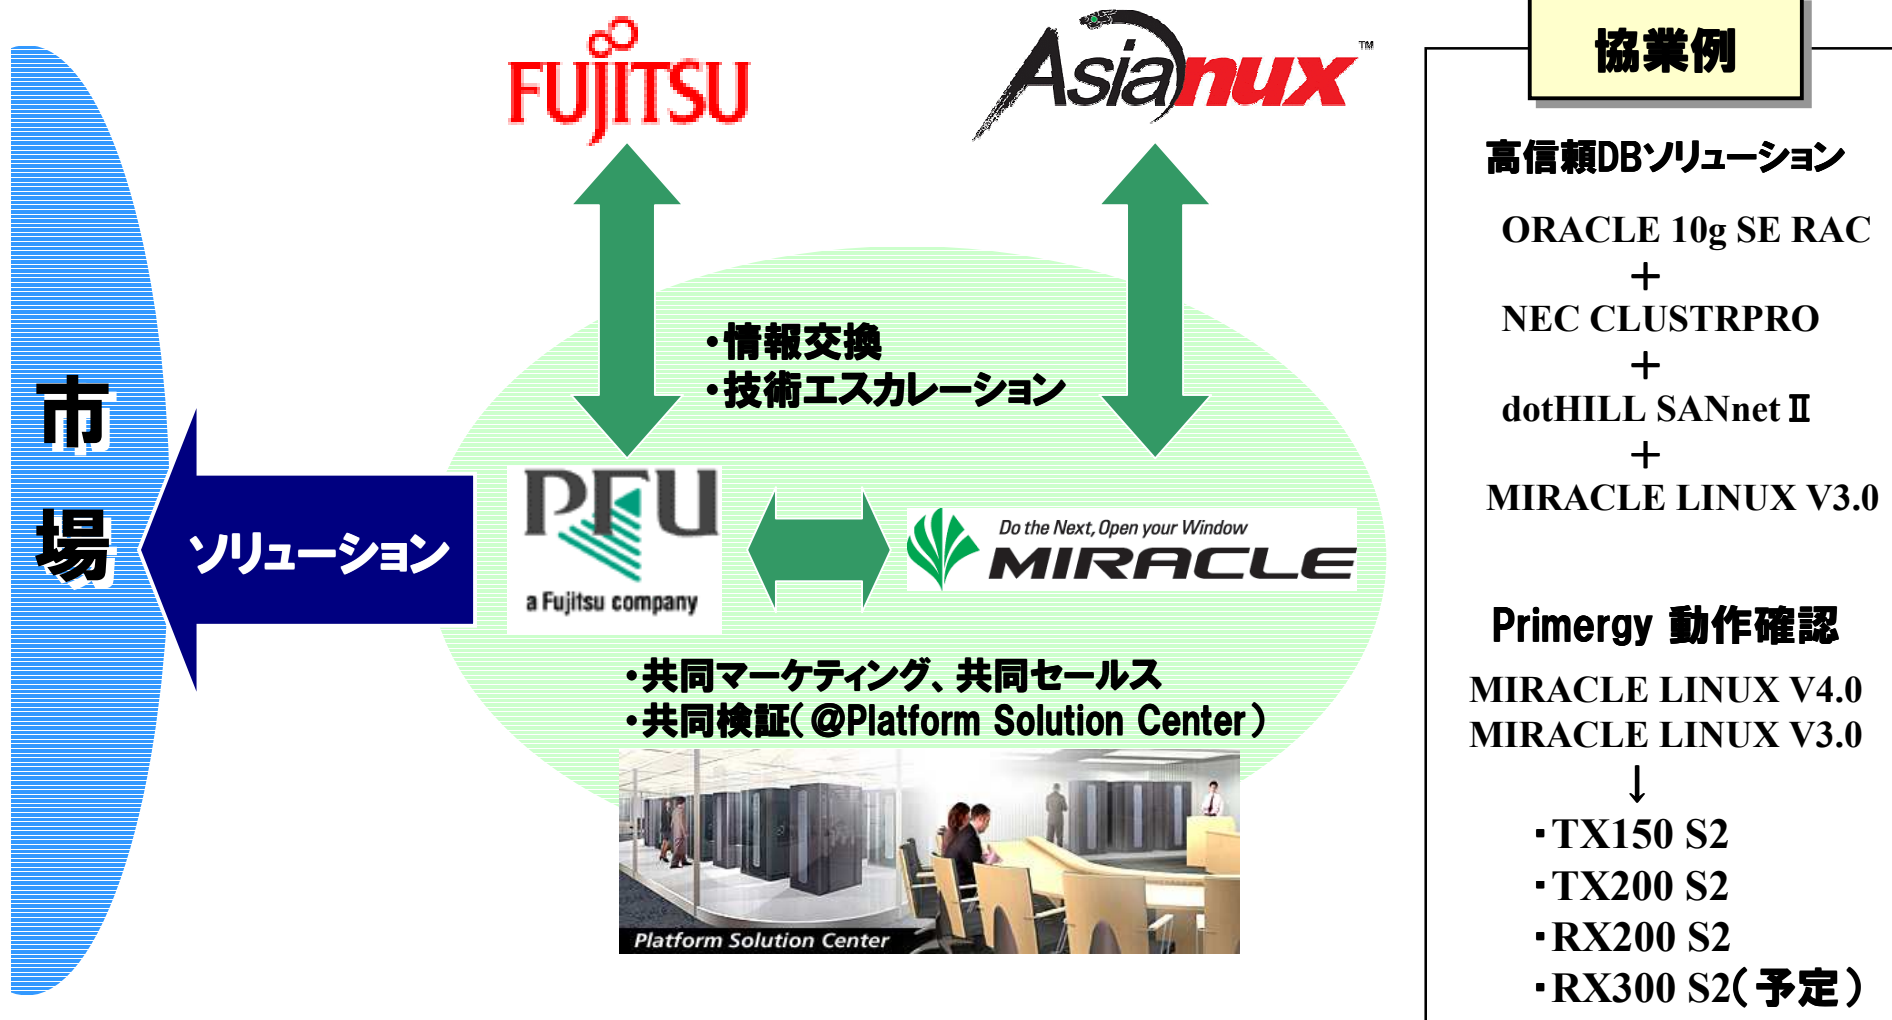 FUJITSU
Asianux™
市場
・情報交換
・技術エスカレーション
ソリューション
PFU
a Fujitsu company
Do the Next, Open your Window
MIRACLE
・共同マーケティング、共同セールス
・共同検証(@Platform Solution Center)
Platform Solution Center
協業例
高信頼DBソリューション
ORACLE 10g SE RAC
+
NEC CLUSTRPRO
+
dotHILL SANnetⅡ
+
MIRACLE LINUX V3.0
Primergy 動作確認
MIRACLE LINUX V4.0
MIRACLE LINUX V3.0
↓
・TX150 S2
・TX200 S2
・RX200 S2
・RX300 S2(予定)